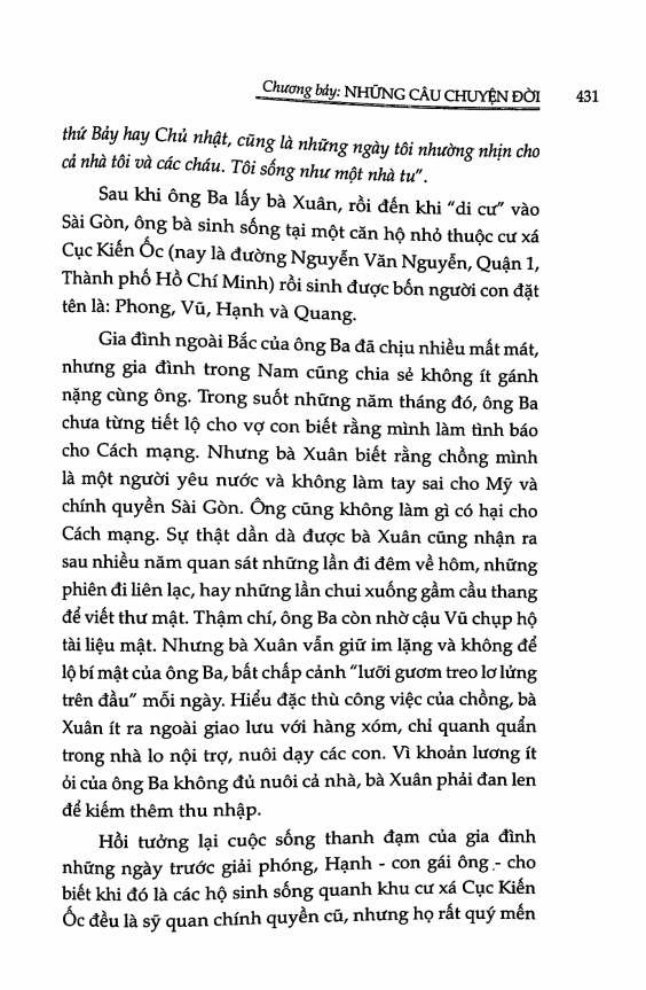 Chương bảy: NHỮNG CÂU CHUYỆN ĐỜI 431
thứ Bảy hay Chủ nhật, cũng là những ngày tôi nhường nhịn cho
cả nhà tôi và các cháu. Tôi sống như một nhà tu".
Sau khi ông Ba lấy bà Xuân, rồi đến khi "di cư" vào
Sài Gòn, ông bà sinh sống tại một căn hộ nhỏ thuộc cư xá
Cục Kiến Ốc (nay là đường Nguyễn Văn Nguyễn, Quận 1,
Thành phố Hồ Chí Minh) rồi sinh được bốn người con đặt
tên là: Phong, Vũ, Hạnh và Quang.
Gia đình ngoài Bắc của ông Ba đã chịu nhiều mất mát,
nhưng gia đình trong Nam cũng chia sẻ không ít gánh
nặng cùng ông. Trong suốt những năm tháng đó, ông Ba
chưa từng tiết lộ cho vợ con biết rằng mình làm tình báo
cho Cách mạng. Nhưng bà Xuân biết rằng chồng mình
là một người yêu nước và không làm tay sai cho Mỹ và
chính quyền Sài Gòn. Ông cũng không làm gì có hại cho
Cách mạng. Sự thật dần dà được bà Xuân cũng nhận ra
sau nhiều năm quan sát những lần đi đêm về hôm, những
phiên đi liên lạc, hay những lần chui xuống gầm cầu thang
để viết thư mật. Thậm chí, ông Ba còn nhờ cậu Vũ chụp hộ
tài liệu mật. Nhưng bà Xuân vẫn giữ im lặng và không để
lộ bí mật của ông Ba, bất chấp cảnh "lưỡi gươm treo lơ lửng
trên đầu" mỗi ngày. Hiểu đặc thù công việc của chồng, bà
Xuân ít ra ngoài giao lưu với hàng xóm, chỉ quanh quẩn
trong nhà lo nội trợ, nuôi dạy các con. Vì khoản lương ít
ỏi của ông Ba không đủ nuôi cả nhà, bà Xuân phải đan len
để kiếm thêm thu nhập.
Hồi tưởng lại cuộc sống thanh đạm của gia đình
những ngày trước giải phóng, Hạnh - con gái ông - cho
biết khi đó là các hộ sinh sống quanh khu cư xá Cục Kiến
Ốc đều là sỹ quan chính quyền cũ, nhưng họ rất quý mến